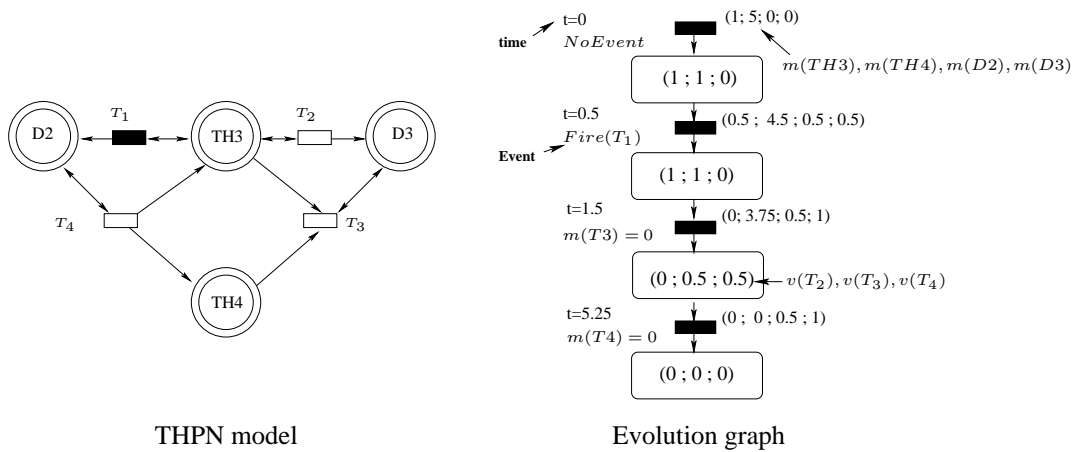 D2
T1
TH3
T2
D3
T4
T3
TH4
THPN model
t=0
(1; 5; 0; 0)
time
NoEvent
m(TH3), m(TH4), m(D2), m(D3)
(1 ; 1 ; 0)
t=0.5
(0.5 ; 4.5 ; 0.5 ; 0.5)
Fire(T1)
Event
(1 ; 1 ; 0)
t=1.5
(0; 3.75; 0.5; 1)
m(T3) = 0
(0 ; 0.5 ; 0.5)
v(T2), v(T3), v(T4)
t=5.25
(0 ; 0 ; 0.5 ; 1)
m(T4) = 0
(0 ; 0 ; 0)
Evolution graph